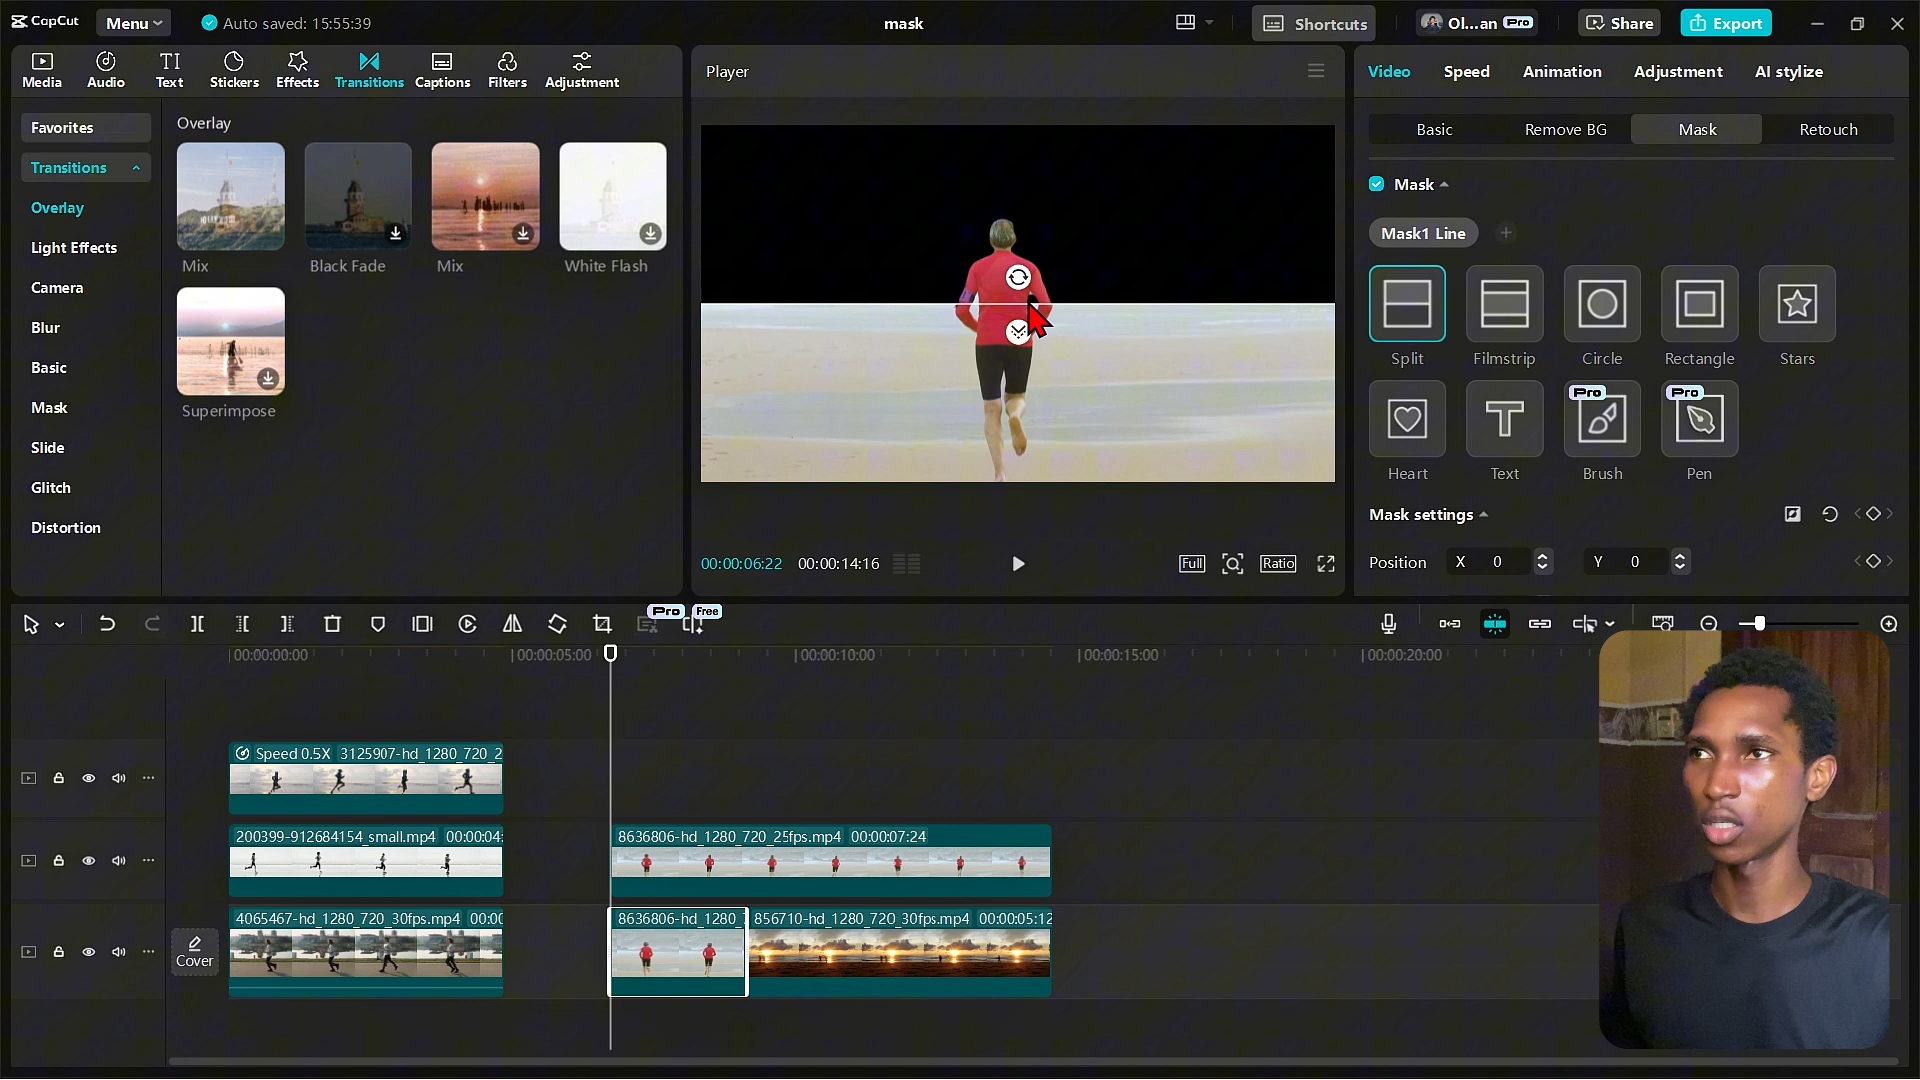 CapCut
Menu
Auto saved: 15:55:39
mask
Shortcuts
Ol...an Pro
Share
Export
Media
Audio
Text
Stickers
Effects
Transitions
Captions
Filters
Adjustment
Favorites
Transitions
Overlay
Light Effects
Camera
Blur
Basic
Mask
Slide
Glitch
Distortion
Overlay
Mix
Black Fade
Mix
White Flash
Superimpose
Player
00:00:06:22 00:00:14:16
Full
Ratio
Video
Speed
Animation
Adjustment
AI stylize
Basic
Remove BG
Mask
Retouch
Mask
Mask1 Line
Split
Filmstrip
Circle
Rectangle
Stars
Pro
Pro
Heart
Text
Brush
Pen
Mask settings
Position X 0 Y 0
Pro
Free
00:00:00:00
00:00:05:00
00:00:10:00
00:00:15:00
00:00:20:00
Speed 0.5X 3125907-hd_1280_720_2
200399-912684154_small.mp4 00:00:04:
8636806-hd_1280_720_25fps.mp4 00:00:07:24
Cover
4065467-hd_1280_720_30fps.mp4 00:00
8636806-hd_1280_
856710-hd_1280_720_30fps.mp4 00:00:05:12